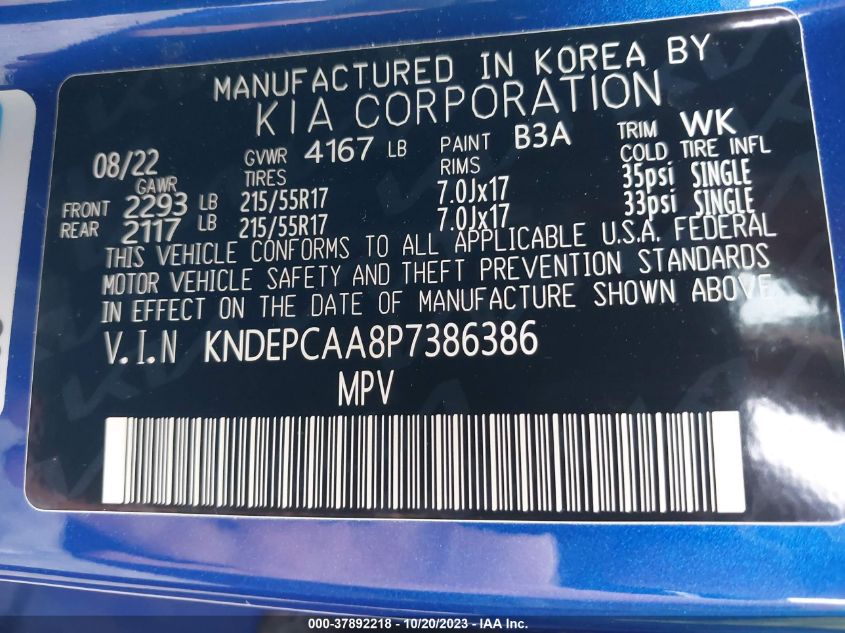 MANUFACTURED IN KOREA BY
KIA CORPORATION
08/22 GVWR 4167 LB PAINT B3A TRIM WK
GAWR TIRES RIMS COLD TIRE INFL
FRONT 2293 LB 215/55R17 7.0Jx17 35psi SINGLE
REAR 2117 LB 215/55R17 7.0Jx17 33psi SINGLE
THIS VEHICLE CONFORMS TO ALL APPLICABLE U.S.A. FEDERAL
MOTOR VEHICLE SAFETY AND THEFT PREVENTION STANDARDS
IN EFFECT ON THE DATE OF MANUFACTURE SHOWN ABOVE.
V.I.N KNDEPCAA8P7386386
MPV
000-37892218 - 10/20/2023 - IAA Inc.